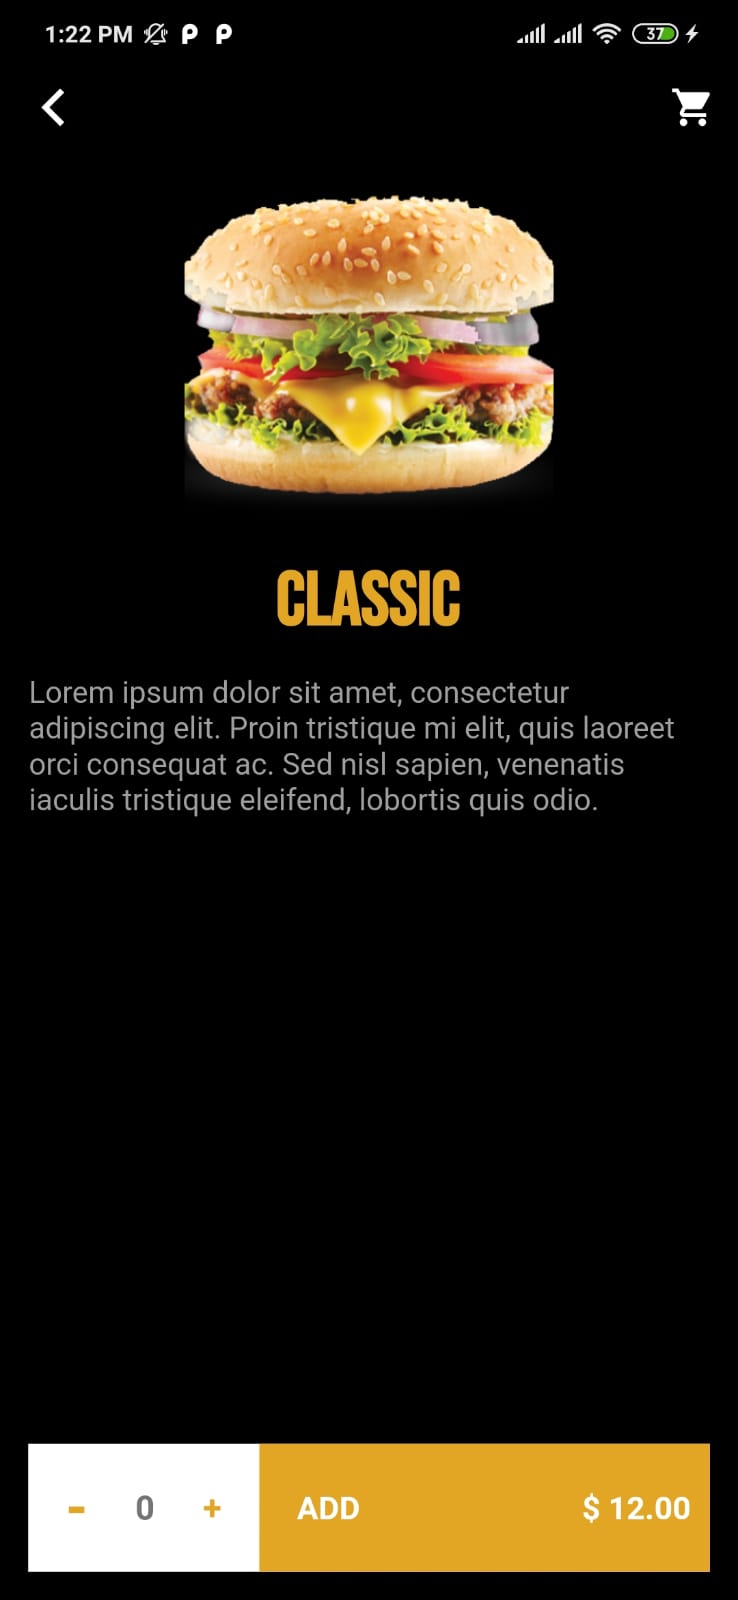 1:22 PM
37
CLASSIC
Lorem ipsum dolor sit amet, consectetur
adipiscing elit. Proin tristique mi elit, quis laoreet
orci consequat ac. Sed nisl sapien, venenatis
iaculis tristique eleifend, lobortis quis odio.
- 0 + ADD $ 12.00